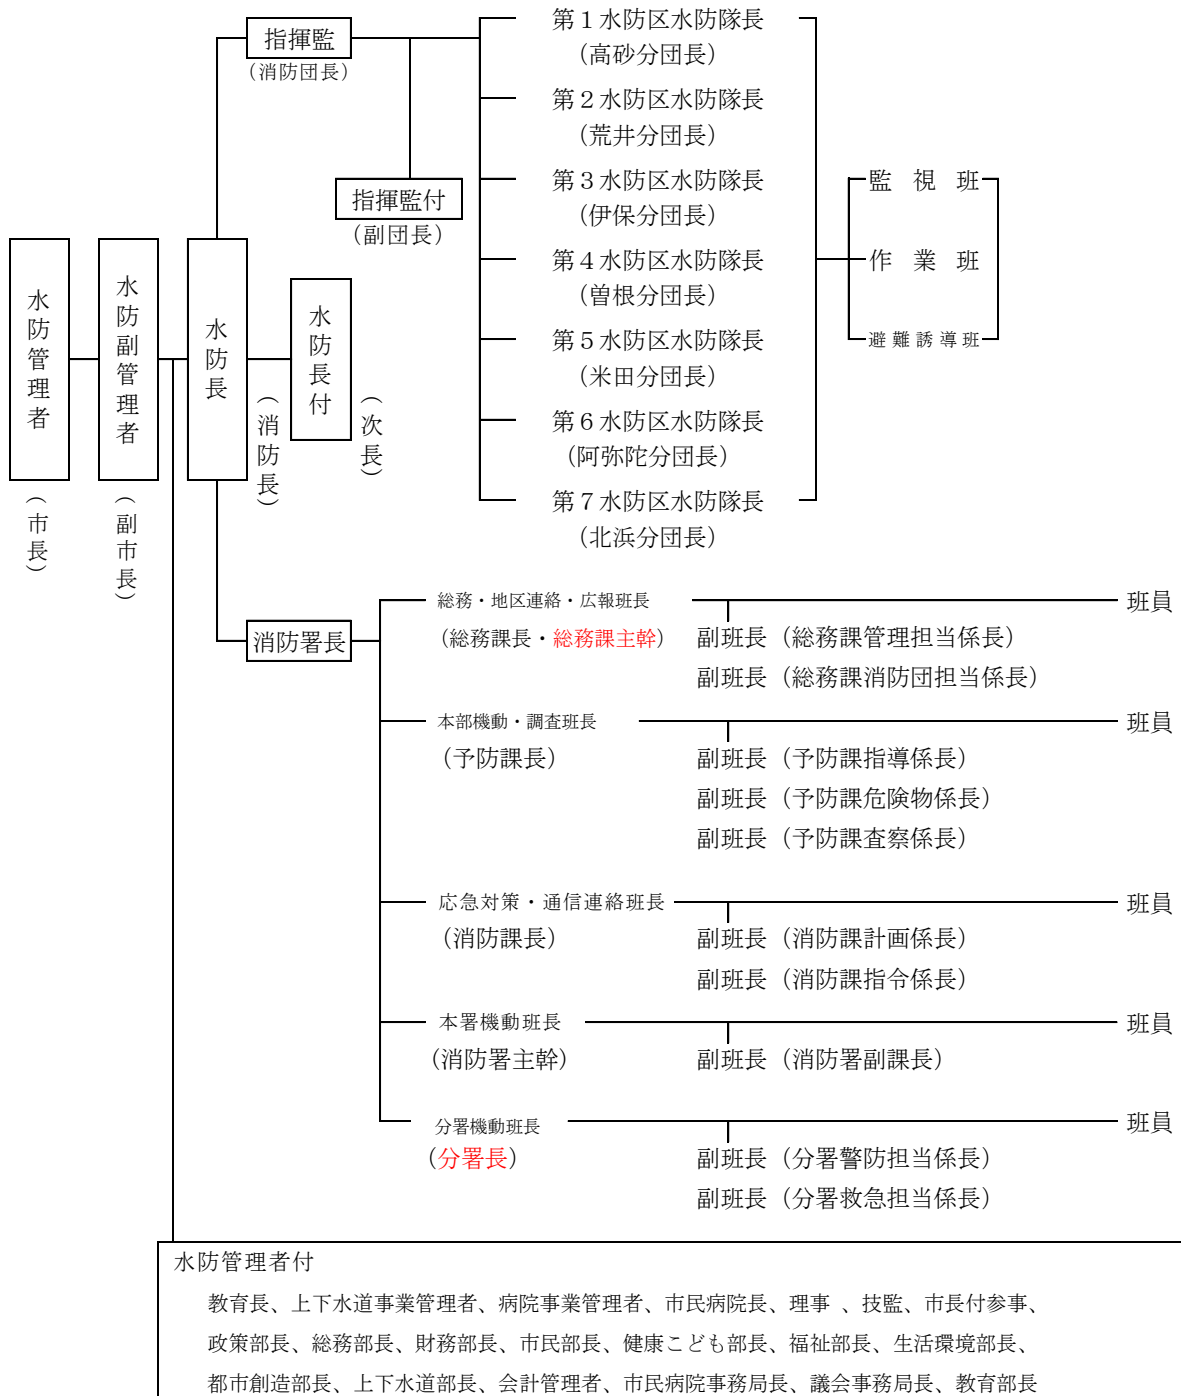 水防管理者
（市長）
水防副管理者
（副市長）
水防長
（消防長）
水防長付
（次長）
指揮監
（消防団長）
指揮監付
（副団長）
第１水防区水防隊長
（高砂分団長）
第２水防区水防隊長
（荒井分団長）
第３水防区水防隊長
（伊保分団長）
第４水防区水防隊長
（曽根分団長）
第５水防区水防隊長
（米田分団長）
第６水防区水防隊長
（阿弥陀分団長）
第７水防区水防隊長
（北浜分団長）
監視班
作業班
避難誘導班
消防署長
総務・地区連絡・広報班長 班員
（総務課長・総務課主幹） 副班長（総務課管理担当係長）
副班長（総務課消防団担当係長）
本部機動・調査班長 班員
（予防課長） 副班長（予防課指導係長）
副班長（予防課危険物係長）
副班長（予防課査察係長）
応急対策・通信連絡班長 班員
（消防課長） 副班長（消防課計画係長）
副班長（消防課指令係長）
本署機動班長 班員
（消防署主幹） 副班長（消防署副課長）
分署機動班長 班員
（分署長） 副班長（分署警防担当係長）
副班長（分署救急担当係長）
水防管理者付
教育長、上下水道事業管理者、病院事業管理者、市民病院長、理事 、技監、市長付参事、
政策部長、総務部長、財務部長、市民部長、健康こども部長、福祉部長、生活環境部長、
都市創造部長、上下水道部長、会計管理者、市民病院事務局長、議会事務局長、教育部長